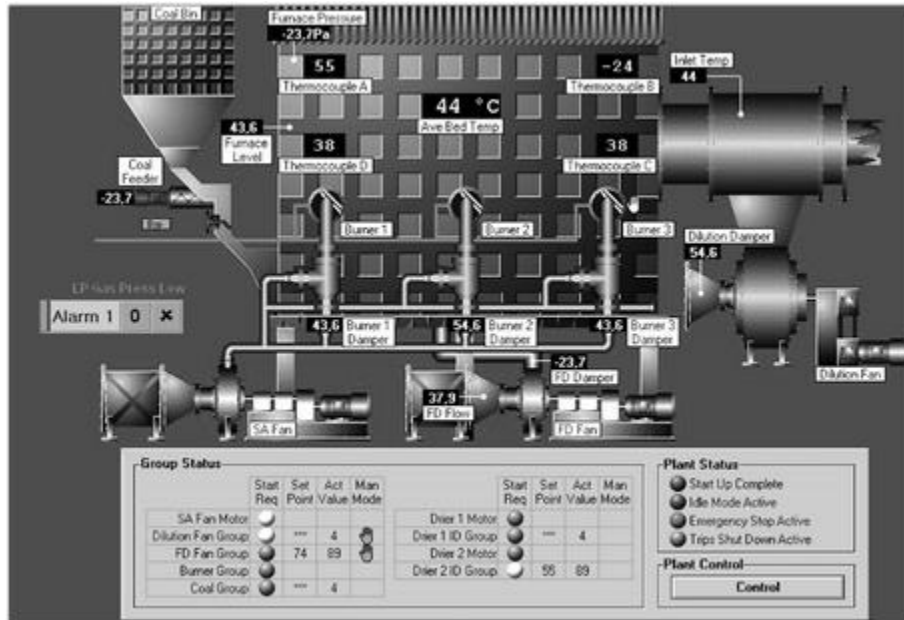 Coal Bin
Furnace Pressure
-23,7Pa
55
Thermocouple A
-24
Thermocouple B
Inlet Temp
44
44 °C
Ave Bed Temp
43,6
Furnace Level
38
Thermocouple D
38
Thermocouple C
Coal Feeder
-23,7
Burner 1
Burner 2
Burner 3
Dilution Damper
54,6
LP Gas Press Low
Alarm 1 0 ×
43,6
Burner 1 Damper
54,6
Burner 2 Damper
43,6
Burner 3 Damper
-23,7
FD Damper
37,9
FD Flow
SA Fan
FD Fan
Dilution Fan
Group Status
Start Req Set Point Act Value Man Mode
SA Fan Motor
Dilution Fan Group *** 4
FD Fan Group 74 89
Burner Group
Coal Group *** 4
Start Req Set Point Act Value Man Mode
Drier 1 Motor
Drier 1 ID Group *** 4
Drier 2 Motor
Drier 2 ID Group 55 89
Plant Status
Start Up Complete
Idle Mode Active
Emergency Stop Active
Trips Shut Down Active
Plant Control
Control